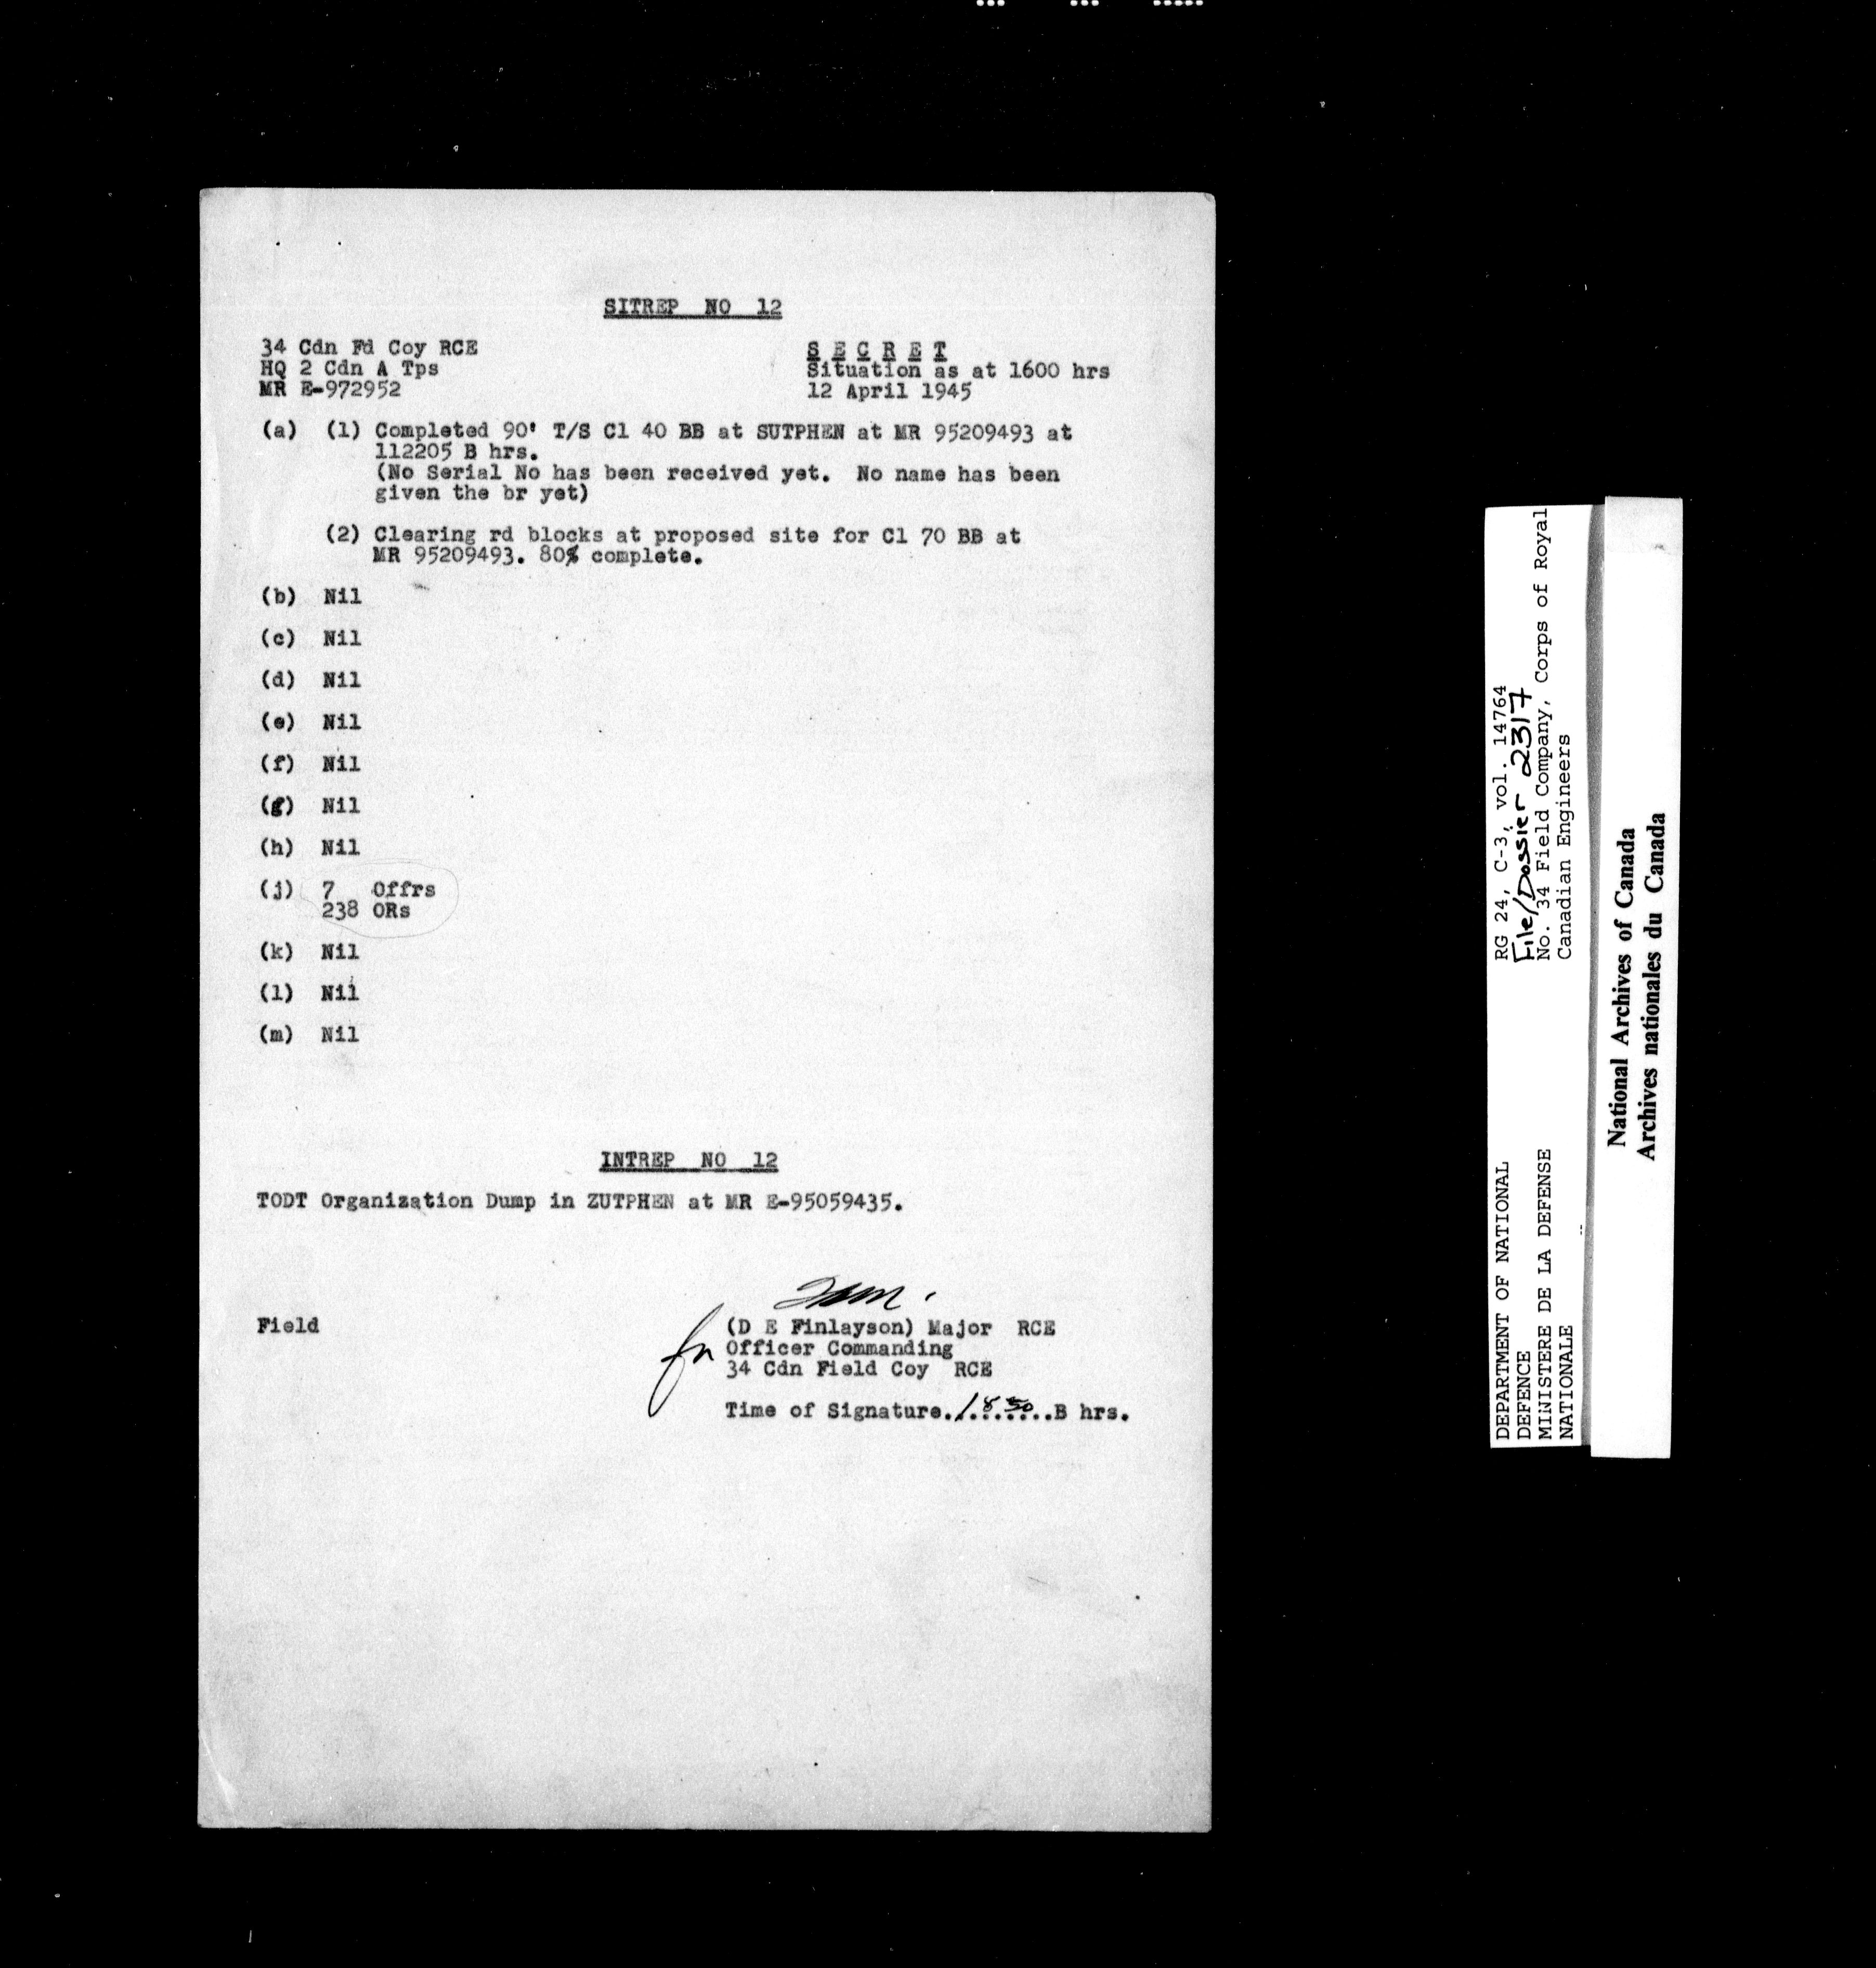 SITREP NO 12
34 Cdn Fd Coy RCE
HQ 2 Cdn A Tps
MR E-972952
SECRET
Situation as at 1600 hrs
12 April 1945
(a) (1) Completed 90' T/S Cl 40 BB at SUTPHEN at MR 95209493 at
112205 B hrs.
(No Serial No has been received yet. No name has been
given the br yet)
(2) Clearing rd blocks at proposed site for Cl 70 BB at
MR 95209493. 80% complete.
(b) Nil
(c) Nil
(d) Nil
(e) Nil
(f) Nil
(g) Nil
(h) Nil
(j) 7 Offrs
238 ORs
(k) Nil
(l) Nil
(m) Nil
INTREP NO 12
TODT Organization Dump in ZUTPHEN at MR E-95059435.
Field
for
(D E Finlayson) Major RCE
Officer Commanding
34 Cdn Field Coy RCE
Time of Signature.1850.B hrs.
DEPARTMENT OF NATIONAL
DEFENCE
MINISTERE DE LA DEFENSE
NATIONALE
RG 24, C-3, vol. 14764
File/Dossier 2317
No. 34 Field Company, Corps of Royal
Canadian Engineers
National Archives of Canada
Archives nationales du Canada